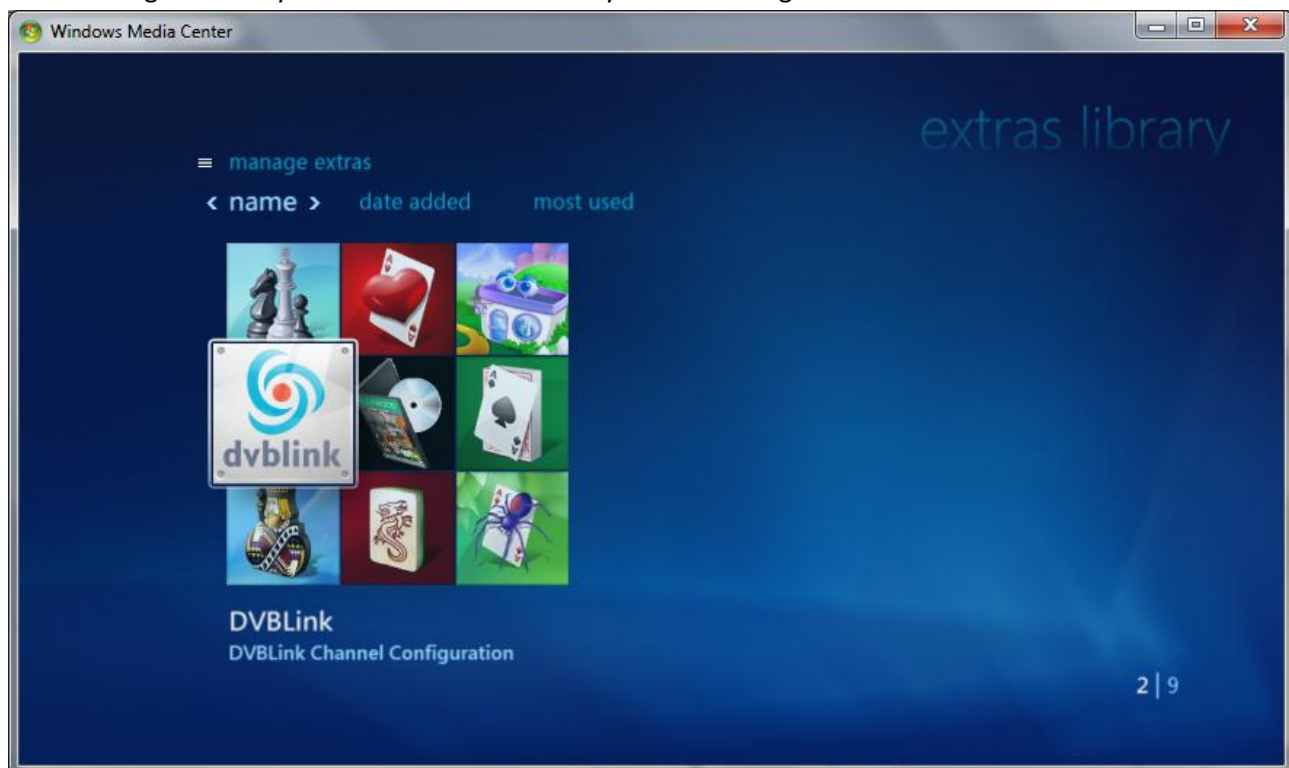 Windows Media Center
extras library
manage extras
< name > date added most used
dvblink
DVBLink
DVBLink Channel Configuration
2 | 9